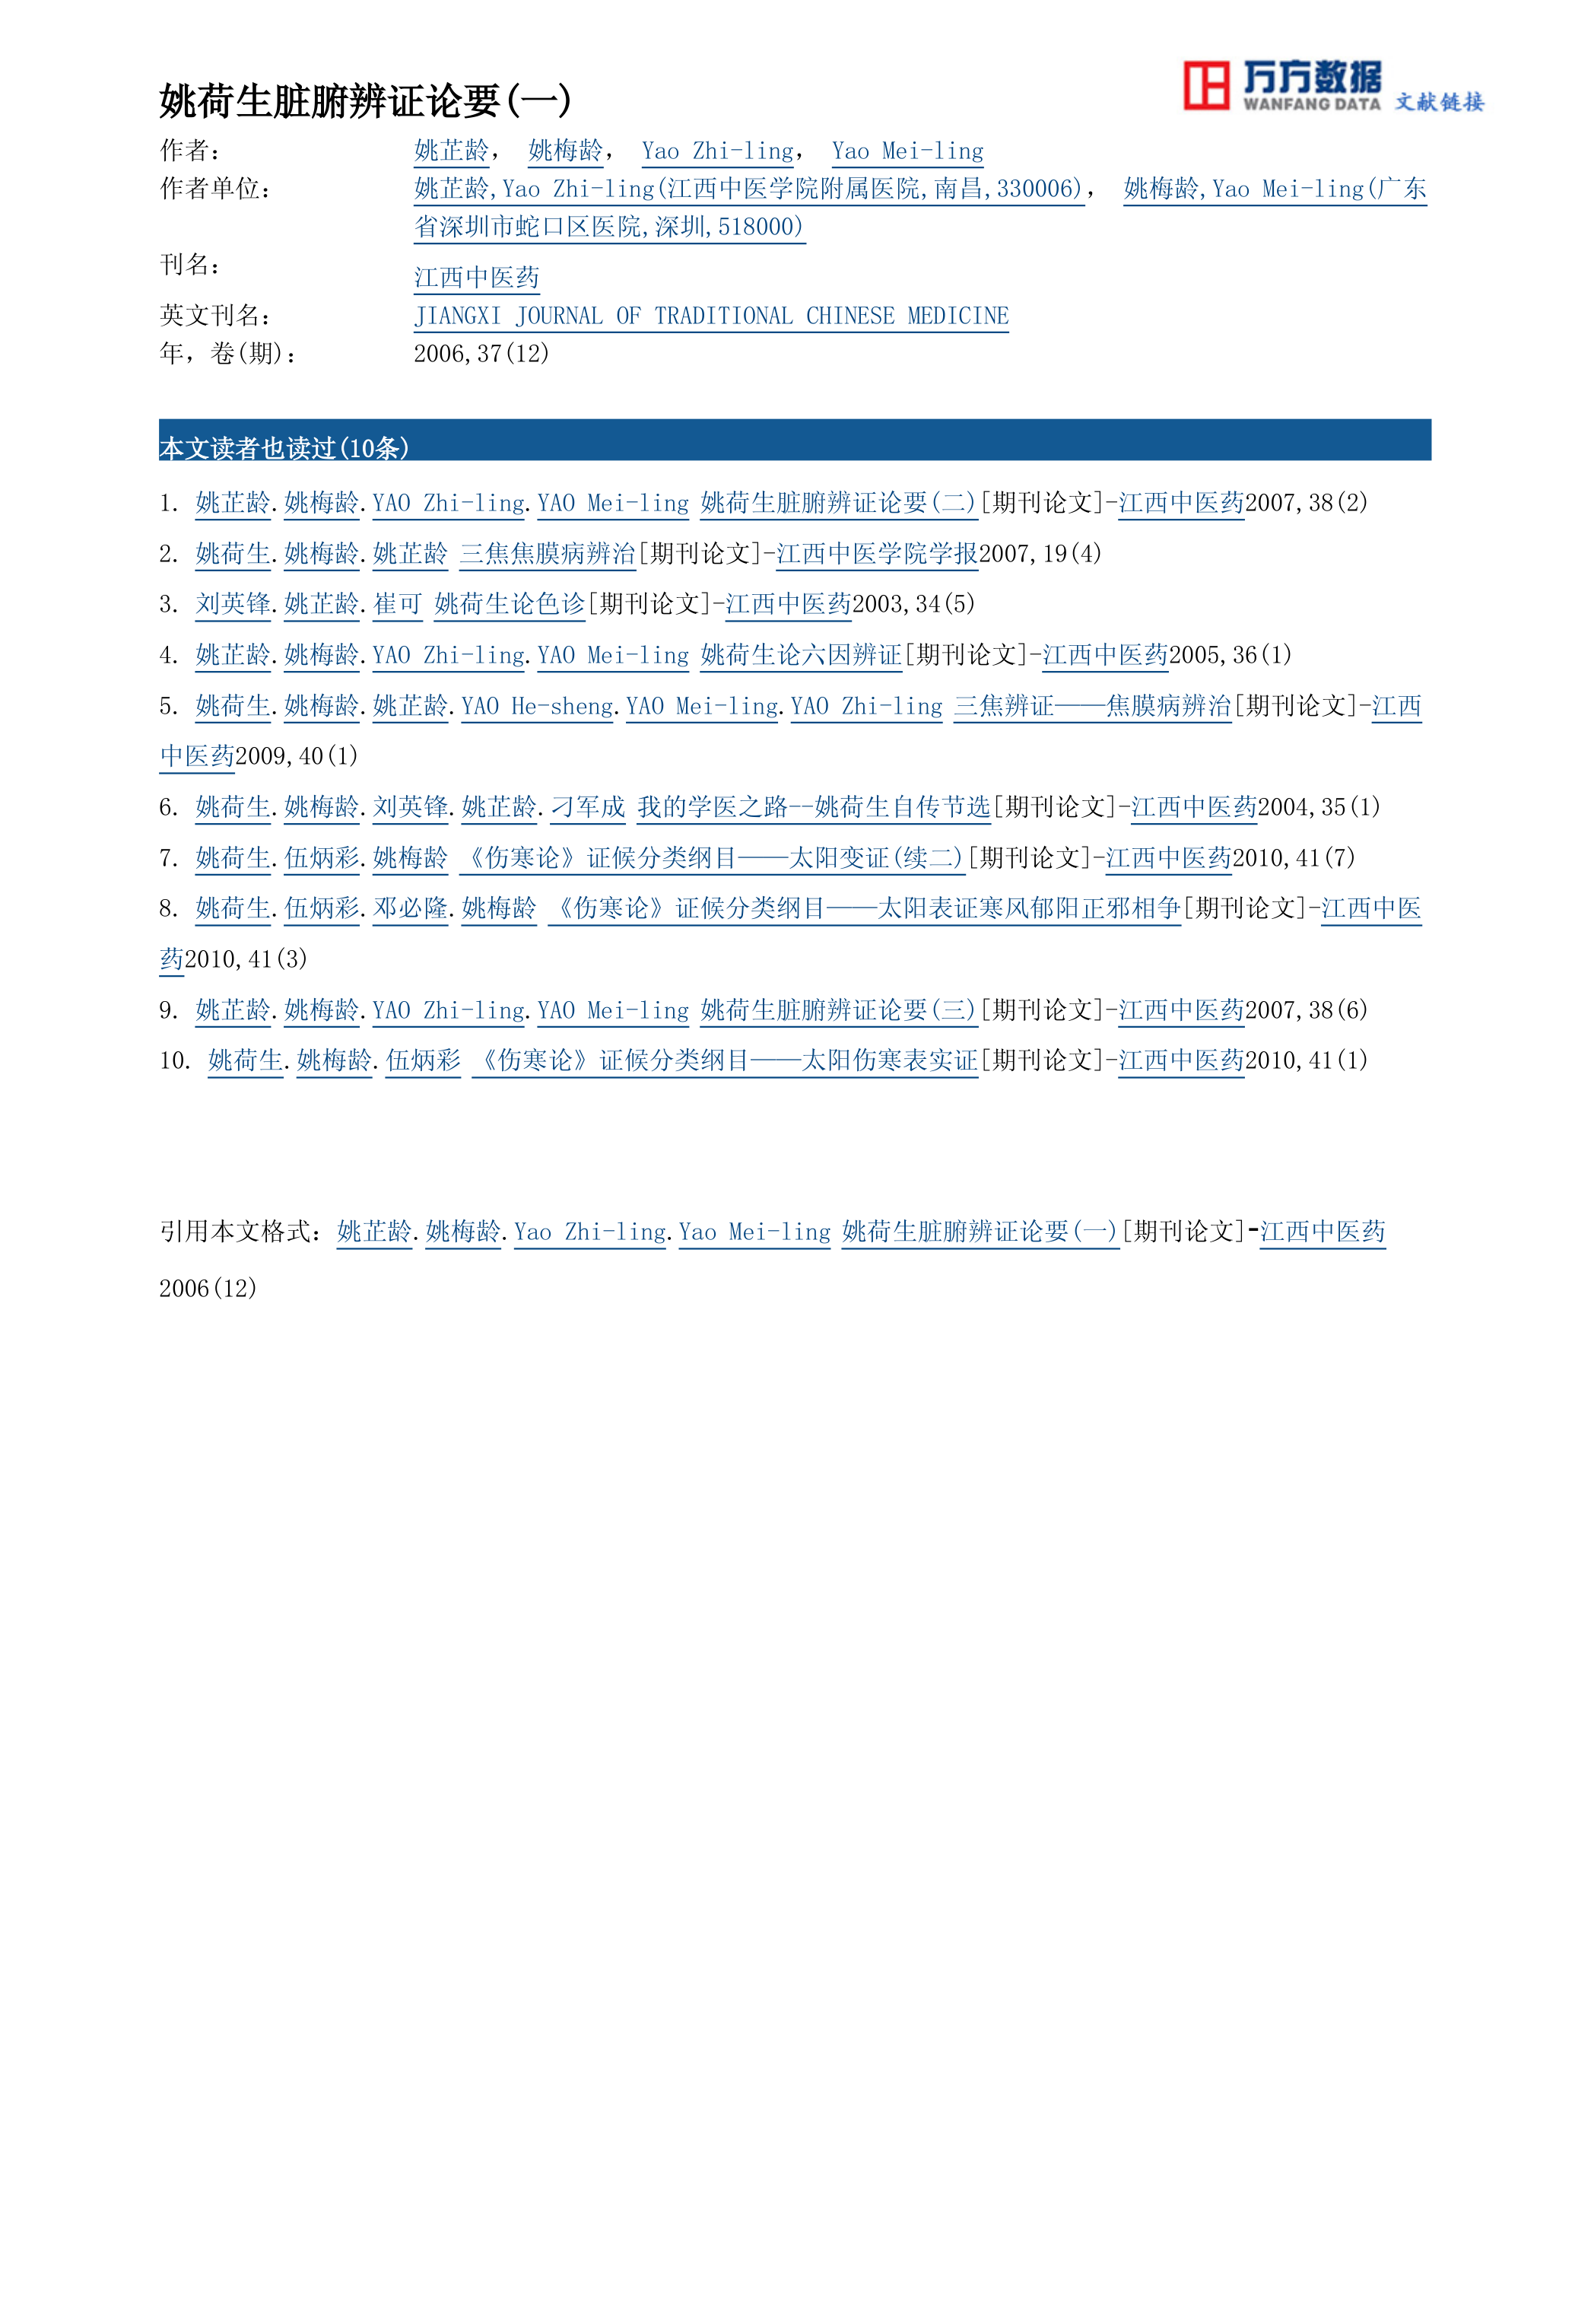 姚荷生脏腑辨证论要(一)
万方数据
WANFANG DATA 文献链接
作者： 姚芷龄， 姚梅龄， Yao Zhi-ling， Yao Mei-ling
作者单位： 姚芷龄,Yao Zhi-ling(江西中医学院附属医院,南昌,330006)， 姚梅龄,Yao Mei-ling(广东
省深圳市蛇口区医院,深圳,518000)
刊名： 江西中医药
英文刊名： JIANGXI JOURNAL OF TRADITIONAL CHINESE MEDICINE
年，卷(期)： 2006,37(12)
本文读者也读过(10条)
1. 姚芷龄.姚梅龄.YAO Zhi-ling.YAO Mei-ling 姚荷生脏腑辨证论要(二)[期刊论文]-江西中医药2007,38(2)
2. 姚荷生.姚梅龄.姚芷龄 三焦焦膜病辨治[期刊论文]-江西中医学院学报2007,19(4)
3. 刘英锋.姚芷龄.崔可 姚荷生论色诊[期刊论文]-江西中医药2003,34(5)
4. 姚芷龄.姚梅龄.YAO Zhi-ling.YAO Mei-ling 姚荷生论六因辨证[期刊论文]-江西中医药2005,36(1)
5. 姚荷生.姚梅龄.姚芷龄.YAO He-sheng.YAO Mei-ling.YAO Zhi-ling 三焦辨证——焦膜病辨治[期刊论文]-江西
中医药2009,40(1)
6. 姚荷生.姚梅龄.刘英锋.姚芷龄.刁军成 我的学医之路--姚荷生自传节选[期刊论文]-江西中医药2004,35(1)
7. 姚荷生.伍炳彩.姚梅龄 《伤寒论》证候分类纲目——太阳变证(续二)[期刊论文]-江西中医药2010,41(7)
8. 姚荷生.伍炳彩.邓必隆.姚梅龄 《伤寒论》证候分类纲目——太阳表证寒风郁阳正邪相争[期刊论文]-江西中医
药2010,41(3)
9. 姚芷龄.姚梅龄.YAO Zhi-ling.YAO Mei-ling 姚荷生脏腑辨证论要(三)[期刊论文]-江西中医药2007,38(6)
10. 姚荷生.姚梅龄.伍炳彩 《伤寒论》证候分类纲目——太阳伤寒表实证[期刊论文]-江西中医药2010,41(1)
引用本文格式：姚芷龄.姚梅龄.Yao Zhi-ling.Yao Mei-ling 姚荷生脏腑辨证论要(一)[期刊论文]-江西中医药
2006(12)